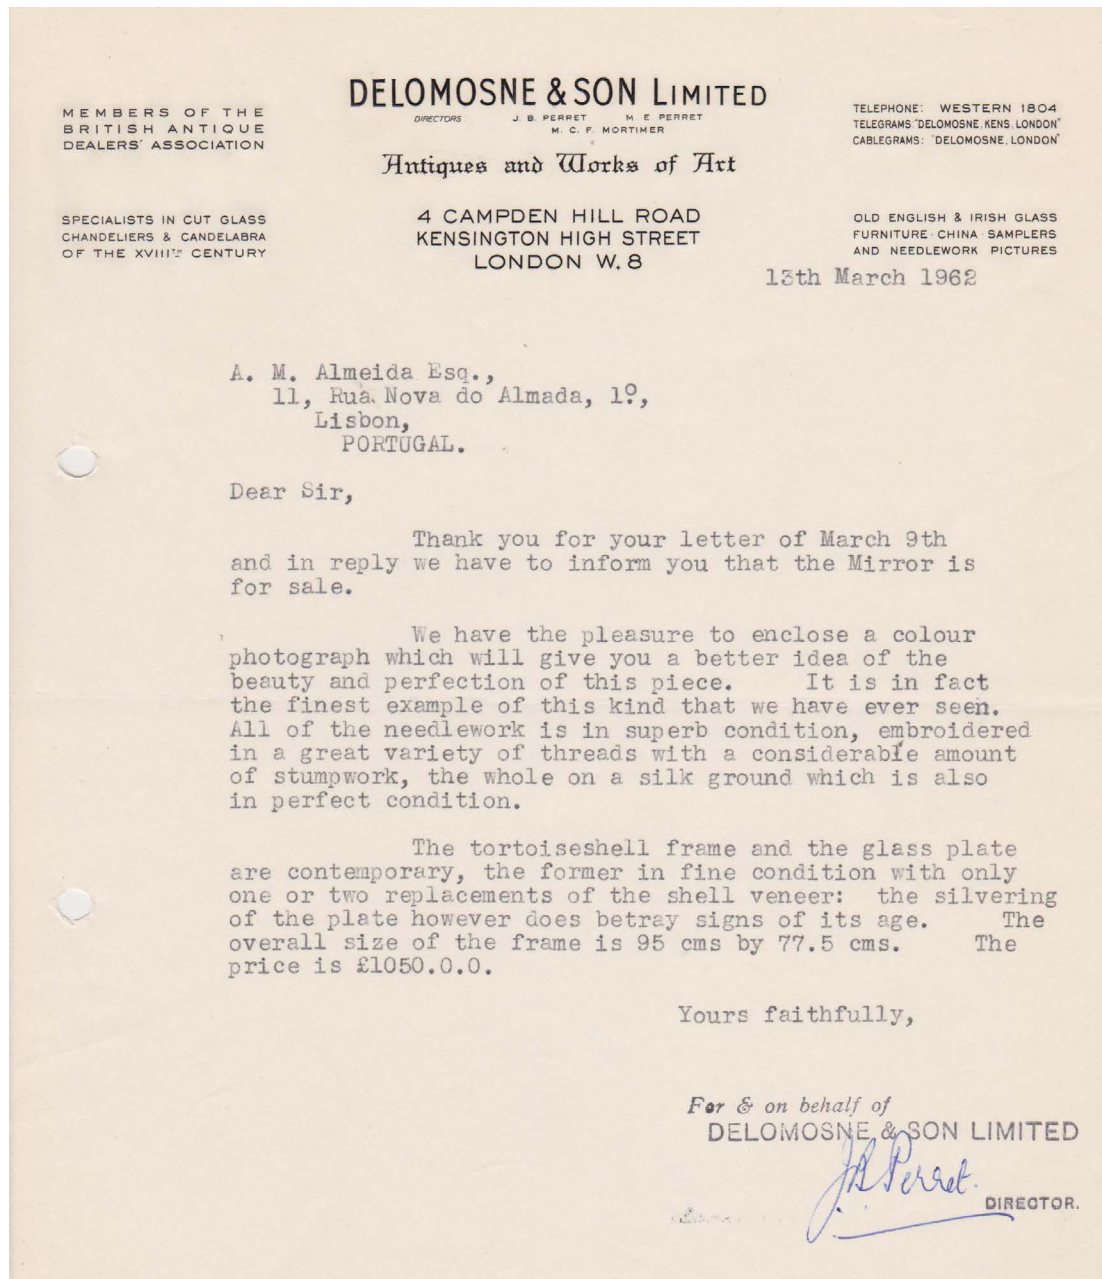 DELOMOSNE & SON LIMITED
DIRECTORS: J. B. PERRET M. E. PERRET
M. C. F. MORTIMER
Antiques and Works of Art
MEMBERS OF THE
BRITISH ANTIQUE
DEALERS' ASSOCIATION
TELEPHONE: WESTERN 1804
TELEGRAMS: "DELOMOSNE, KENS, LONDON"
CABLEGRAMS: "DELOMOSNE, LONDON"
SPECIALISTS IN CUT GLASS
CHANDELIERS & CANDELABRA
OF THE XVIIITH CENTURY
4 CAMPDEN HILL ROAD
KENSINGTON HIGH STREET
LONDON W. 8
OLD ENGLISH & IRISH GLASS
FURNITURE · CHINA · SAMPLERS
AND NEEDLEWORK PICTURES
13th March 1962
A. M. Almeida Esq.,
11, Rua Nova do Almada, 1º,
Lisbon,
PORTUGAL.
Dear Sir,
Thank you for your letter of March 9th
and in reply we have to inform you that the Mirror is
for sale.
We have the pleasure to enclose a colour
photograph which will give you a better idea of the
beauty and perfection of this piece. It is in fact
the finest example of this kind that we have ever seen.
All of the needlework is in superb condition, embroidered
in a great variety of threads with a considerable amount
of stumpwork, the whole on a silk ground which is also
in perfect condition.
The tortoiseshell frame and the glass plate
are contemporary, the former in fine condition with only
one or two replacements of the shell veneer: the silvering
of the plate however does betray signs of its age. The
overall size of the frame is 95 cms by 77.5 cms. The
price is £1050.0.0.
Yours faithfully,
For & on behalf of
DELOMOSNE & SON LIMITED
JB Perret.
DIRECTOR.